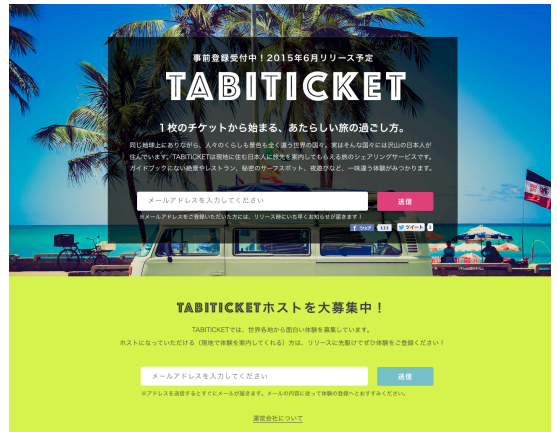 事前登録受付中！2015年6月リリース予定
TABITICKET
1枚のチケットから始まる、あたらしい旅の過ごし方。
同じ地球上にありながら、人々のくらしも景色も全く違う世界の国々。実はそんな国々には沢山の日本人が
住んでいます。TABITICKETは現地に住む日本人に旅先を案内してもらえる旅のシェアリングサービスです。
ガイドブックにない絶景やレストラン、秘密のサーフスポット、夜遊びなど、一味違う体験がみつかります。
メールアドレスを入力してください 送信
※メールアドレスをご登録いただいた方には、リリース時にいち早くお知らせが届きます！
シェア 111 ツイート 3
TABITICKETホストを大募集中！
TABITICKETでは、世界各地から面白い体験を募集しています。
ホストになっていただける（現地で体験を案内してくれる）方は、リリースに先駆けてぜひ体験をご登録ください！
メールアドレスを入力してください 送信
※アドレスを送信するとすぐにメールが届きます。メールの内容に従って体験の登録へとおすすみください。
運営会社について